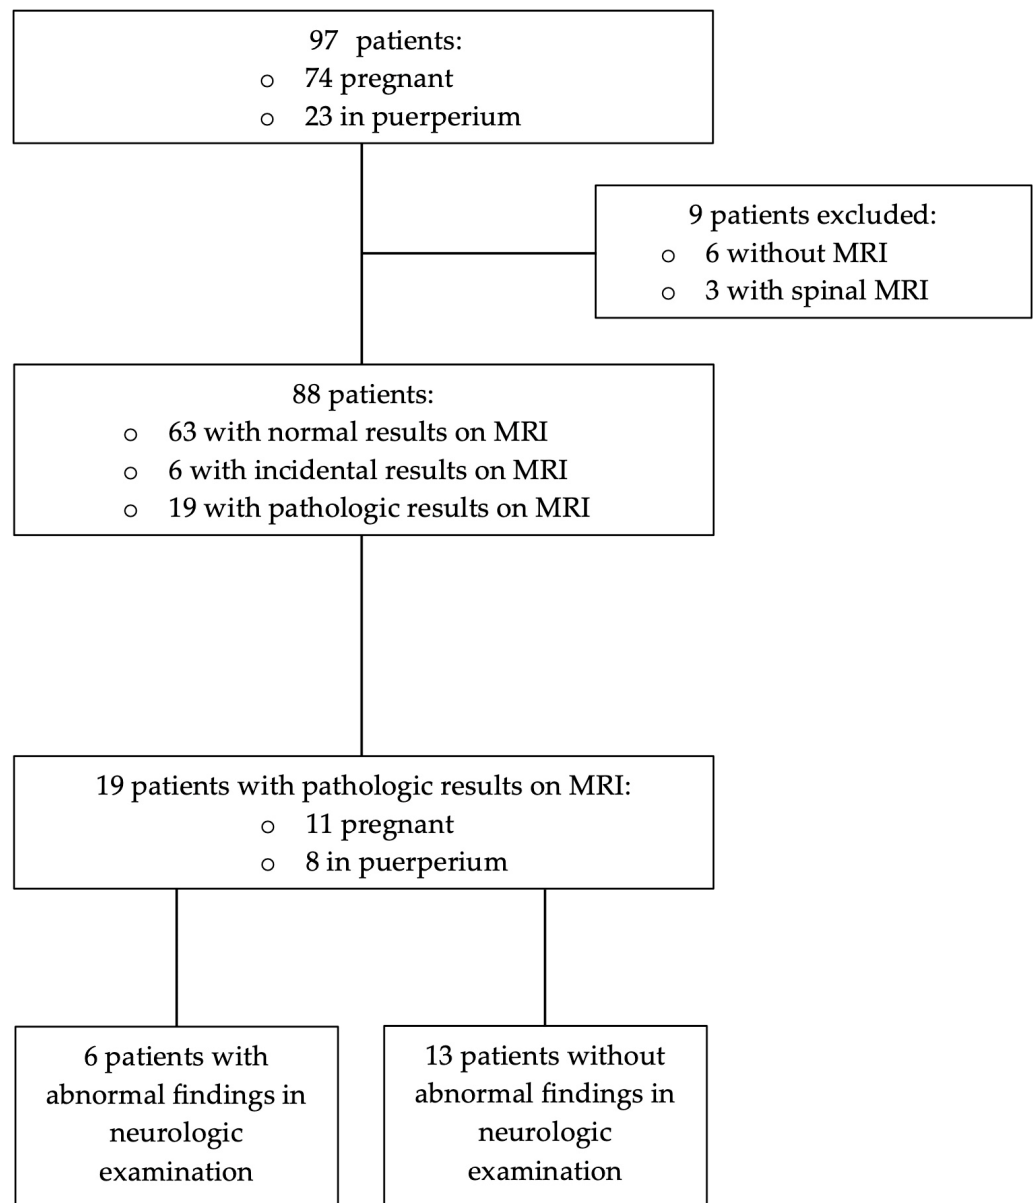 97 patients:
○ 74 pregnant
○ 23 in puerperium
9 patients excluded:
○ 6 without MRI
○ 3 with spinal MRI
88 patients:
○ 63 with normal results on MRI
○ 6 with incidental results on MRI
○ 19 with pathologic results on MRI
19 patients with pathologic results on MRI:
○ 11 pregnant
○ 8 in puerperium
6 patients with
abnormal findings in
neurologic
examination
13 patients without
abnormal findings in
neurologic
examination